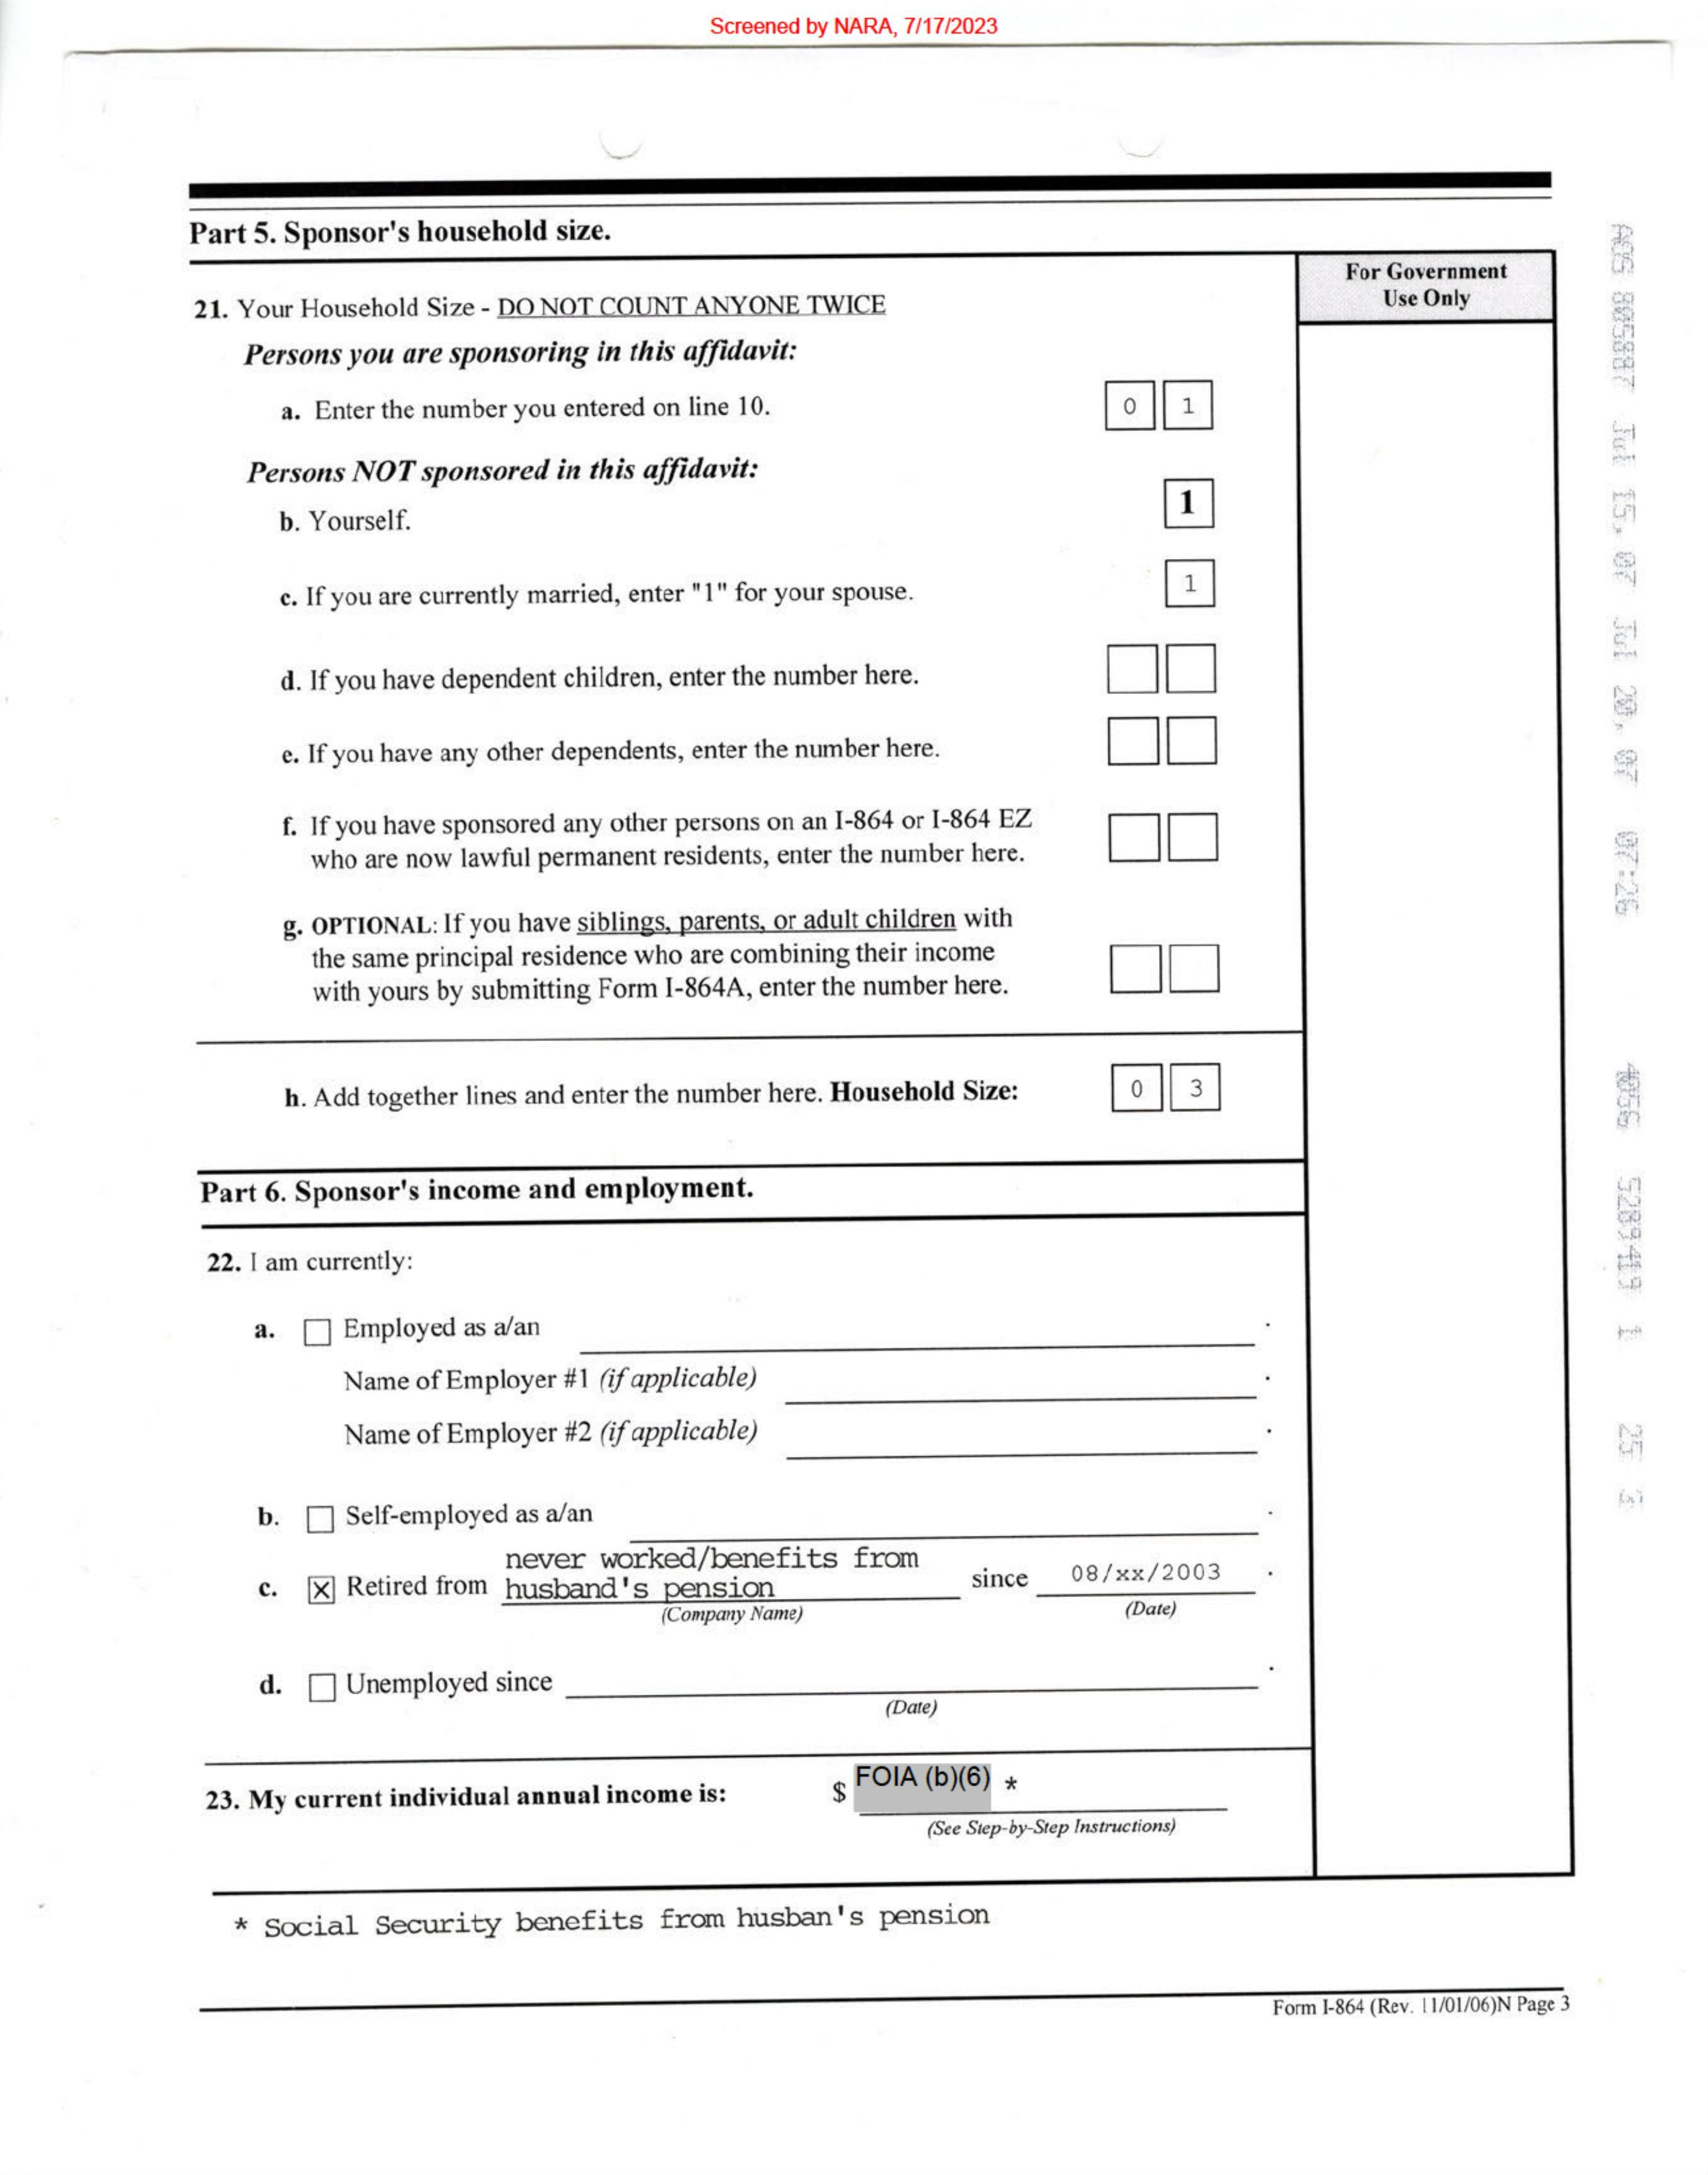 Screened by NARA, 7/17/2023
Part 5. Sponsor's household size.
For Government
Use Only
21. Your Household Size - DO NOT COUNT ANYONE TWICE
Persons you are sponsoring in this affidavit:
a. Enter the number you entered on line 10. 0 1
Persons NOT sponsored in this affidavit:
b. Yourself. 1
c. If you are currently married, enter "1" for your spouse. 1
d. If you have dependent children, enter the number here.
e. If you have any other dependents, enter the number here.
f. If you have sponsored any other persons on an I-864 or I-864 EZ
who are now lawful permanent residents, enter the number here.
g. OPTIONAL: If you have siblings, parents, or adult children with
the same principal residence who are combining their income
with yours by submitting Form I-864A, enter the number here.
h. Add together lines and enter the number here. Household Size: 0 3
Part 6. Sponsor's income and employment.
22. I am currently:
a. Employed as a/an .
Name of Employer #1 (if applicable) .
Name of Employer #2 (if applicable) .
b. Self-employed as a/an .
never worked/benefits from
c. X Retired from husband's pension since 08/xx/2003 .
(Company Name) (Date)
d. Unemployed since .
(Date)
23. My current individual annual income is: $ FOIA (b)(6) *
(See Step-by-Step Instructions)
* Social Security benefits from husban's pension
Form I-864 (Rev. 11/01/06)N Page 3
Jul 15, 07 Jul 20, 07 07:26
25 3